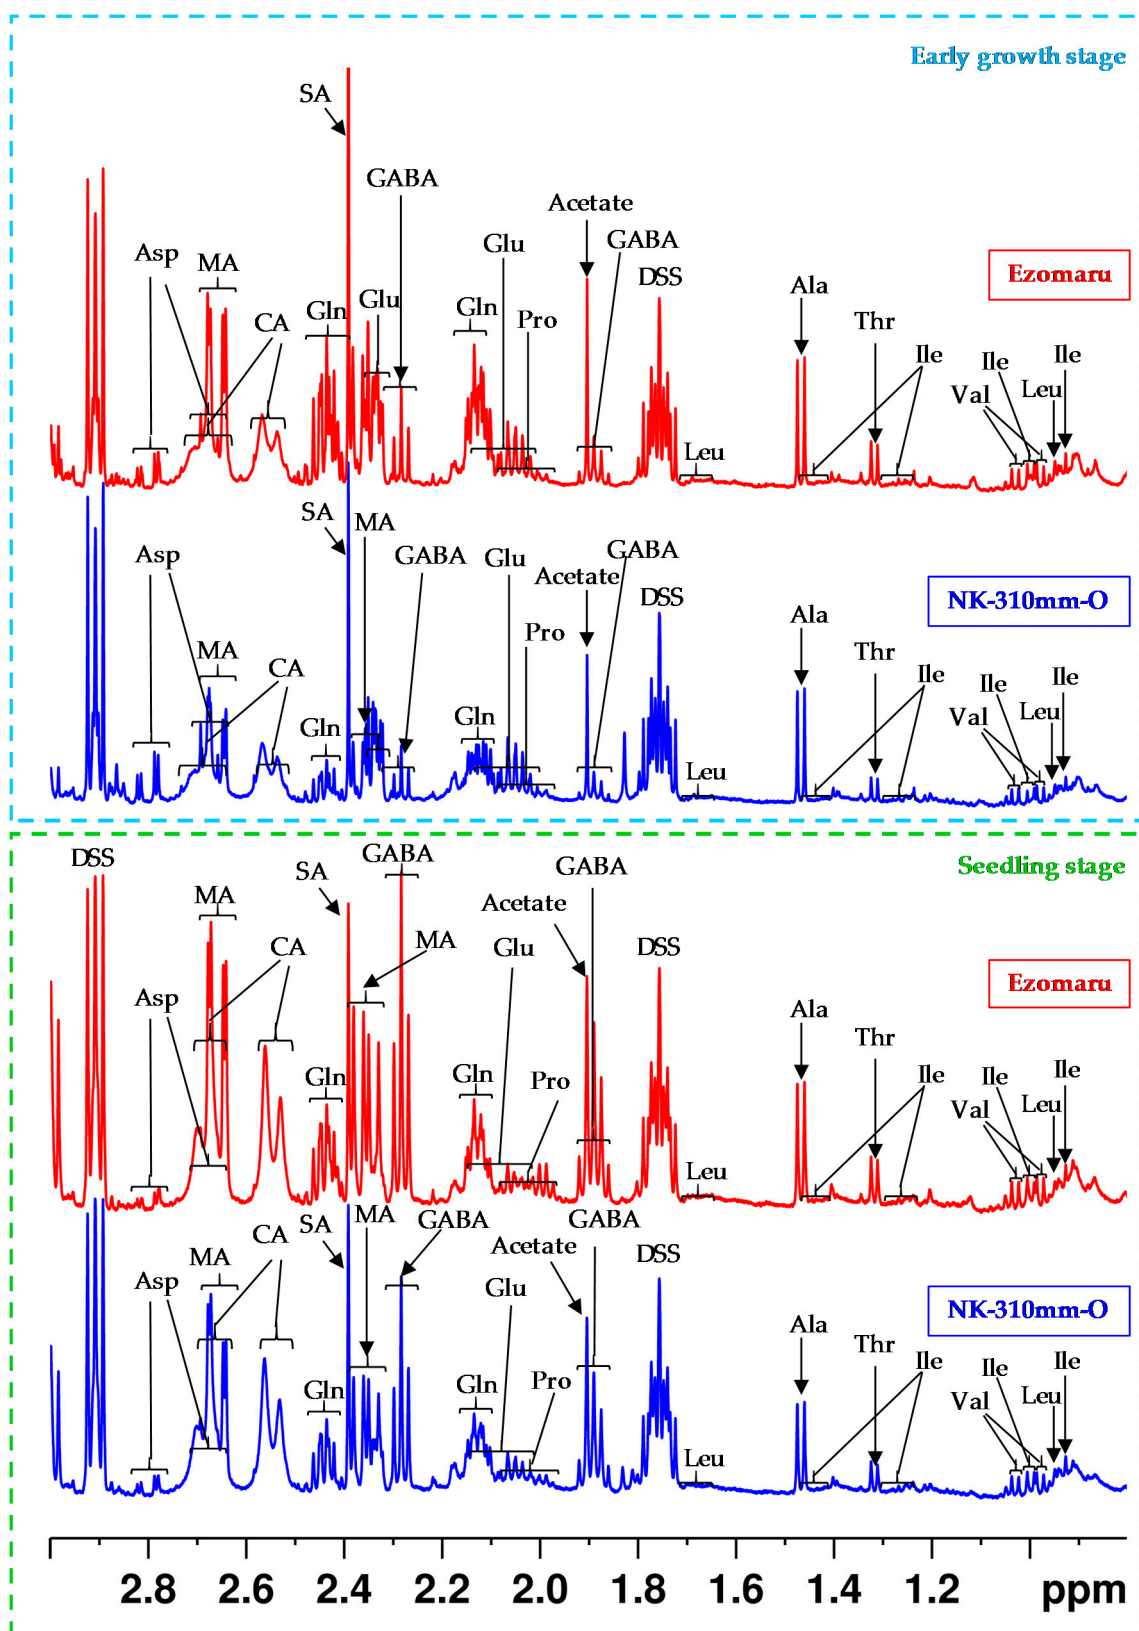 Early growth stage
SA
GABA
Acetate
Asp
MA
Glu
GABA
DSS
Ezomaru
Gln
Glu
CA
Gln
Pro
Ala
Thr
Ile
Ile
Ile
Val
Leu
Leu
SA
MA
Asp
GABA
Glu
GABA
Acetate
DSS
NK-310mm-O
MA
CA
Pro
Ala
Thr
Ile
Ile
Ile
Gln
Gln
Val
Leu
Leu
DSS
GABA
GABA
Seedling stage
SA
MA
Acetate
CA
MA
Glu
DSS
Ezomaru
Asp
Ala
Thr
Gln
Gln
Pro
Ile
Ile
Ile
Val
Leu
Leu
SA
MA
GABA
GABA
CA
Acetate
MA
DSS
Asp
Glu
NK-310mm-O
Ala
Thr
Gln
Gln
Pro
Ile
Ile
Ile
Val
Leu
Leu
2.8 2.6 2.4 2.2 2.0 1.8 1.6 1.4 1.2 ppm